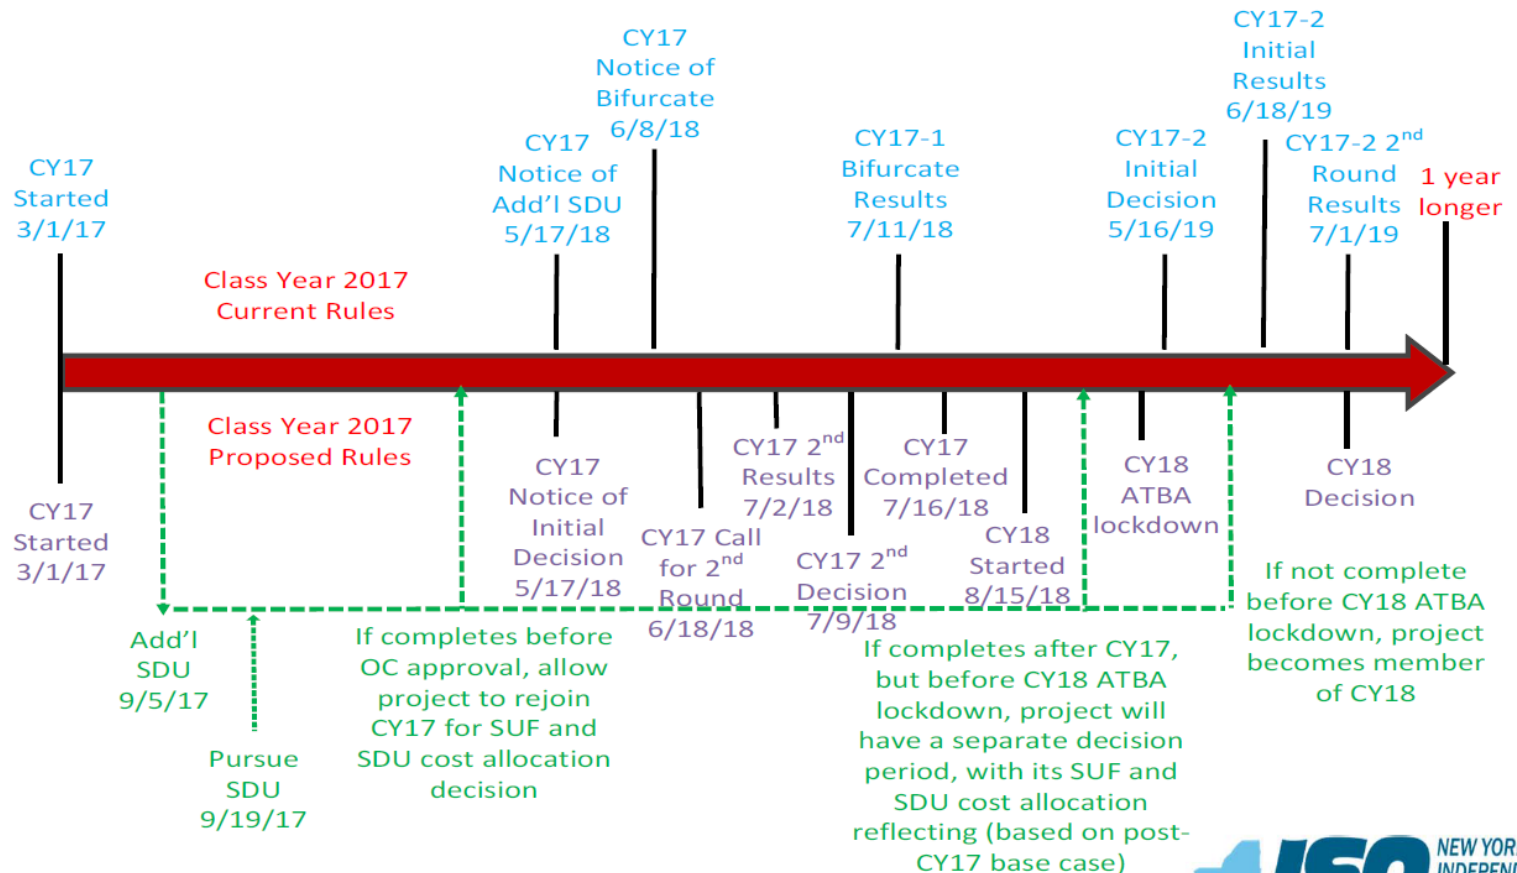 CY17
Started
3/1/17
CY17
Notice of
Add'l SDU
5/17/18
CY17
Notice of
Bifurcate
6/8/18
CY17-1
Bifurcate
Results
7/11/18
CY17-2
Initial
Decision
5/16/19
CY17-2
Initial
Results
6/18/19
CY17-2 2nd
Round
Results
7/1/19
1 year
longer
Class Year 2017
Current Rules
Class Year 2017
Proposed Rules
CY17
Started
3/1/17
CY17
Notice of
Initial
Decision
5/17/18
CY17 Call
for 2nd
Round
6/18/18
CY17 2nd
Results
7/2/18
CY17 2nd
Decision
7/9/18
CY17
Completed
7/16/18
CY18
Started
8/15/18
CY18
ATBA
lockdown
CY18
Decision
Add'l
SDU
9/5/17
Pursue
SDU
9/19/17
If completes before
OC approval, allow
project to rejoin
CY17 for SUF and
SDU cost allocation
decision
If completes after CY17,
but before CY18 ATBA
lockdown, project will
have a separate decision
period, with its SUF and
SDU cost allocation
reflecting (based on post-
CY17 base case)
If not complete
before CY18 ATBA
lockdown, project
becomes member
of CY18
ISO
NEW YOR
INDEPEN